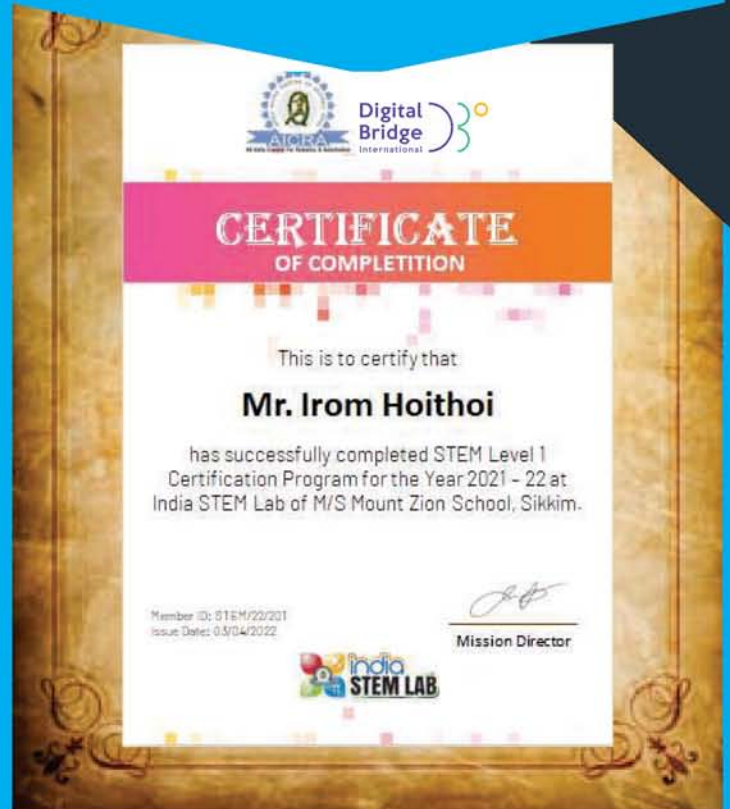 AICRA
Digital
Bridge
International
CERTIFICATE
OF COMPLETITION
This is to certify that
Mr. Irom Hoithoi
has successfully completed STEM Level 1
Certification Program for the Year 2021 - 22 at
India STEM Lab of M/S Mount Zion School, Sikkim.
Member ID: STEM/22/201
Issue Date: 03/04/2022
Mission Director
india
STEM LAB